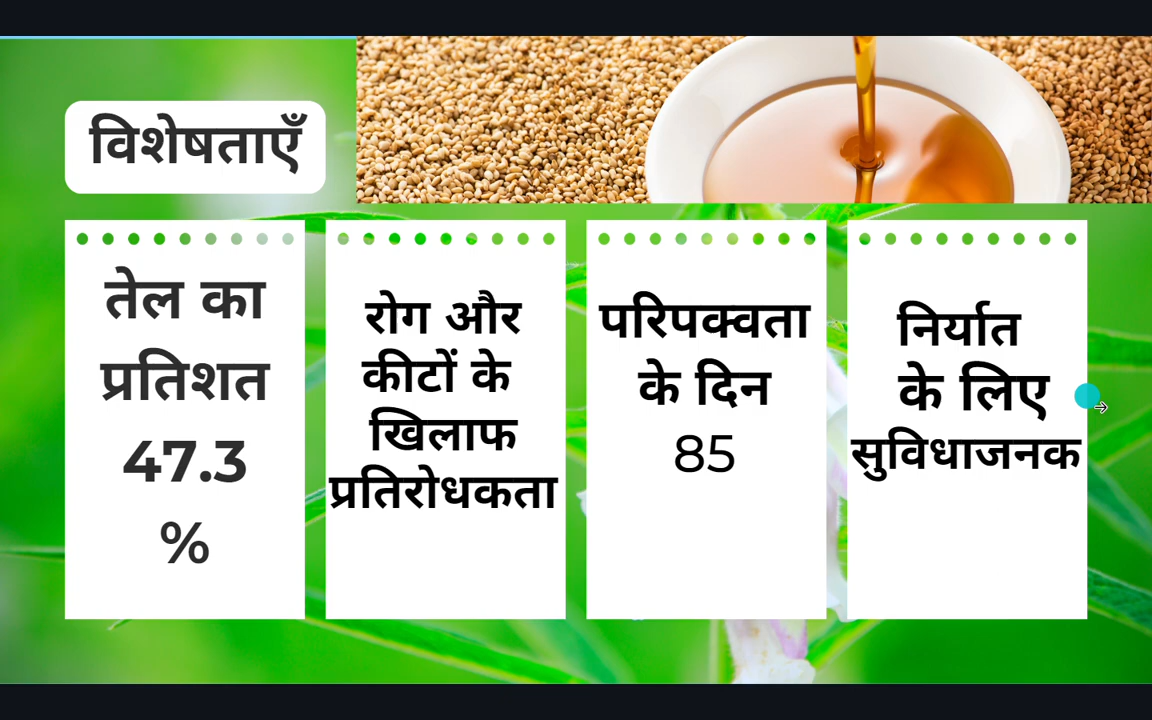 विशेषताएँ
तेल का
प्रतिशत
47.3
%
रोग और
कीटों के
खिलाफ
प्रतिरोधकता
परिपक्वता
के दिन
85
निर्यात
के लिए
सुविधाजनक